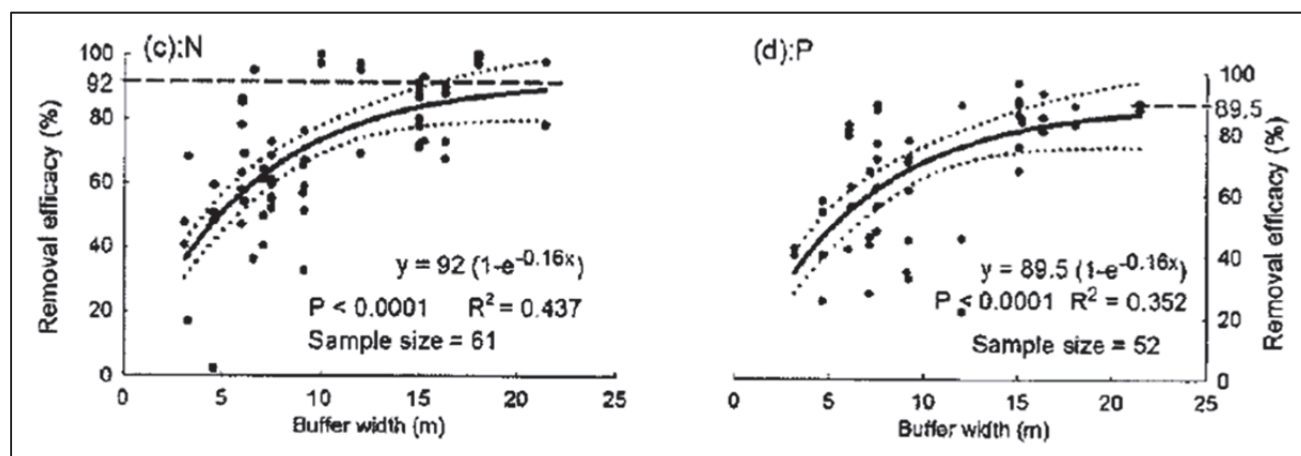 (c):N
Removal efficacy (%)
100
92
80
60
40
20
0
y = 92 (1-e^-0.16x)
P < 0.0001 R² = 0.437
Sample size = 61
0 5 10 15 20 25
Buffer width (m)
(d):P
100
89.5
80
60
40
20
0
Removal efficacy (%)
y = 89.5 (1-e^-0.16x)
P < 0.0001 R² = 0.352
Sample size = 52
0 5 10 15 20 25
Buffer width (m)